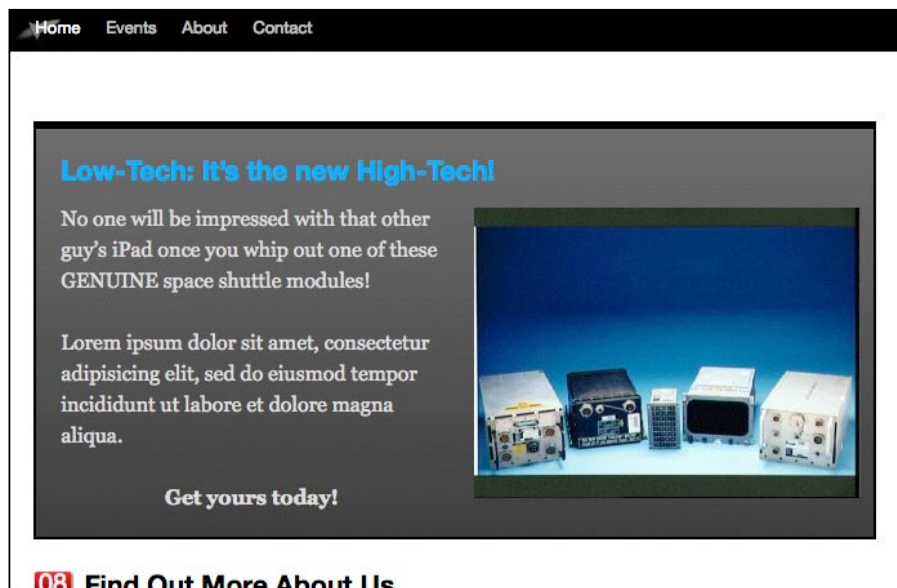 Home Events About Contact
Low-Tech: It's the new High-Tech!
No one will be impressed with that other
guy's iPad once you whip out one of these
GENUINE space shuttle modules!
Lorem ipsum dolor sit amet, consectetur
adipisicing elit, sed do eiusmod tempor
incididunt ut labore et dolore magna
aliqua.
Get yours today!
08 Find Out More About Us